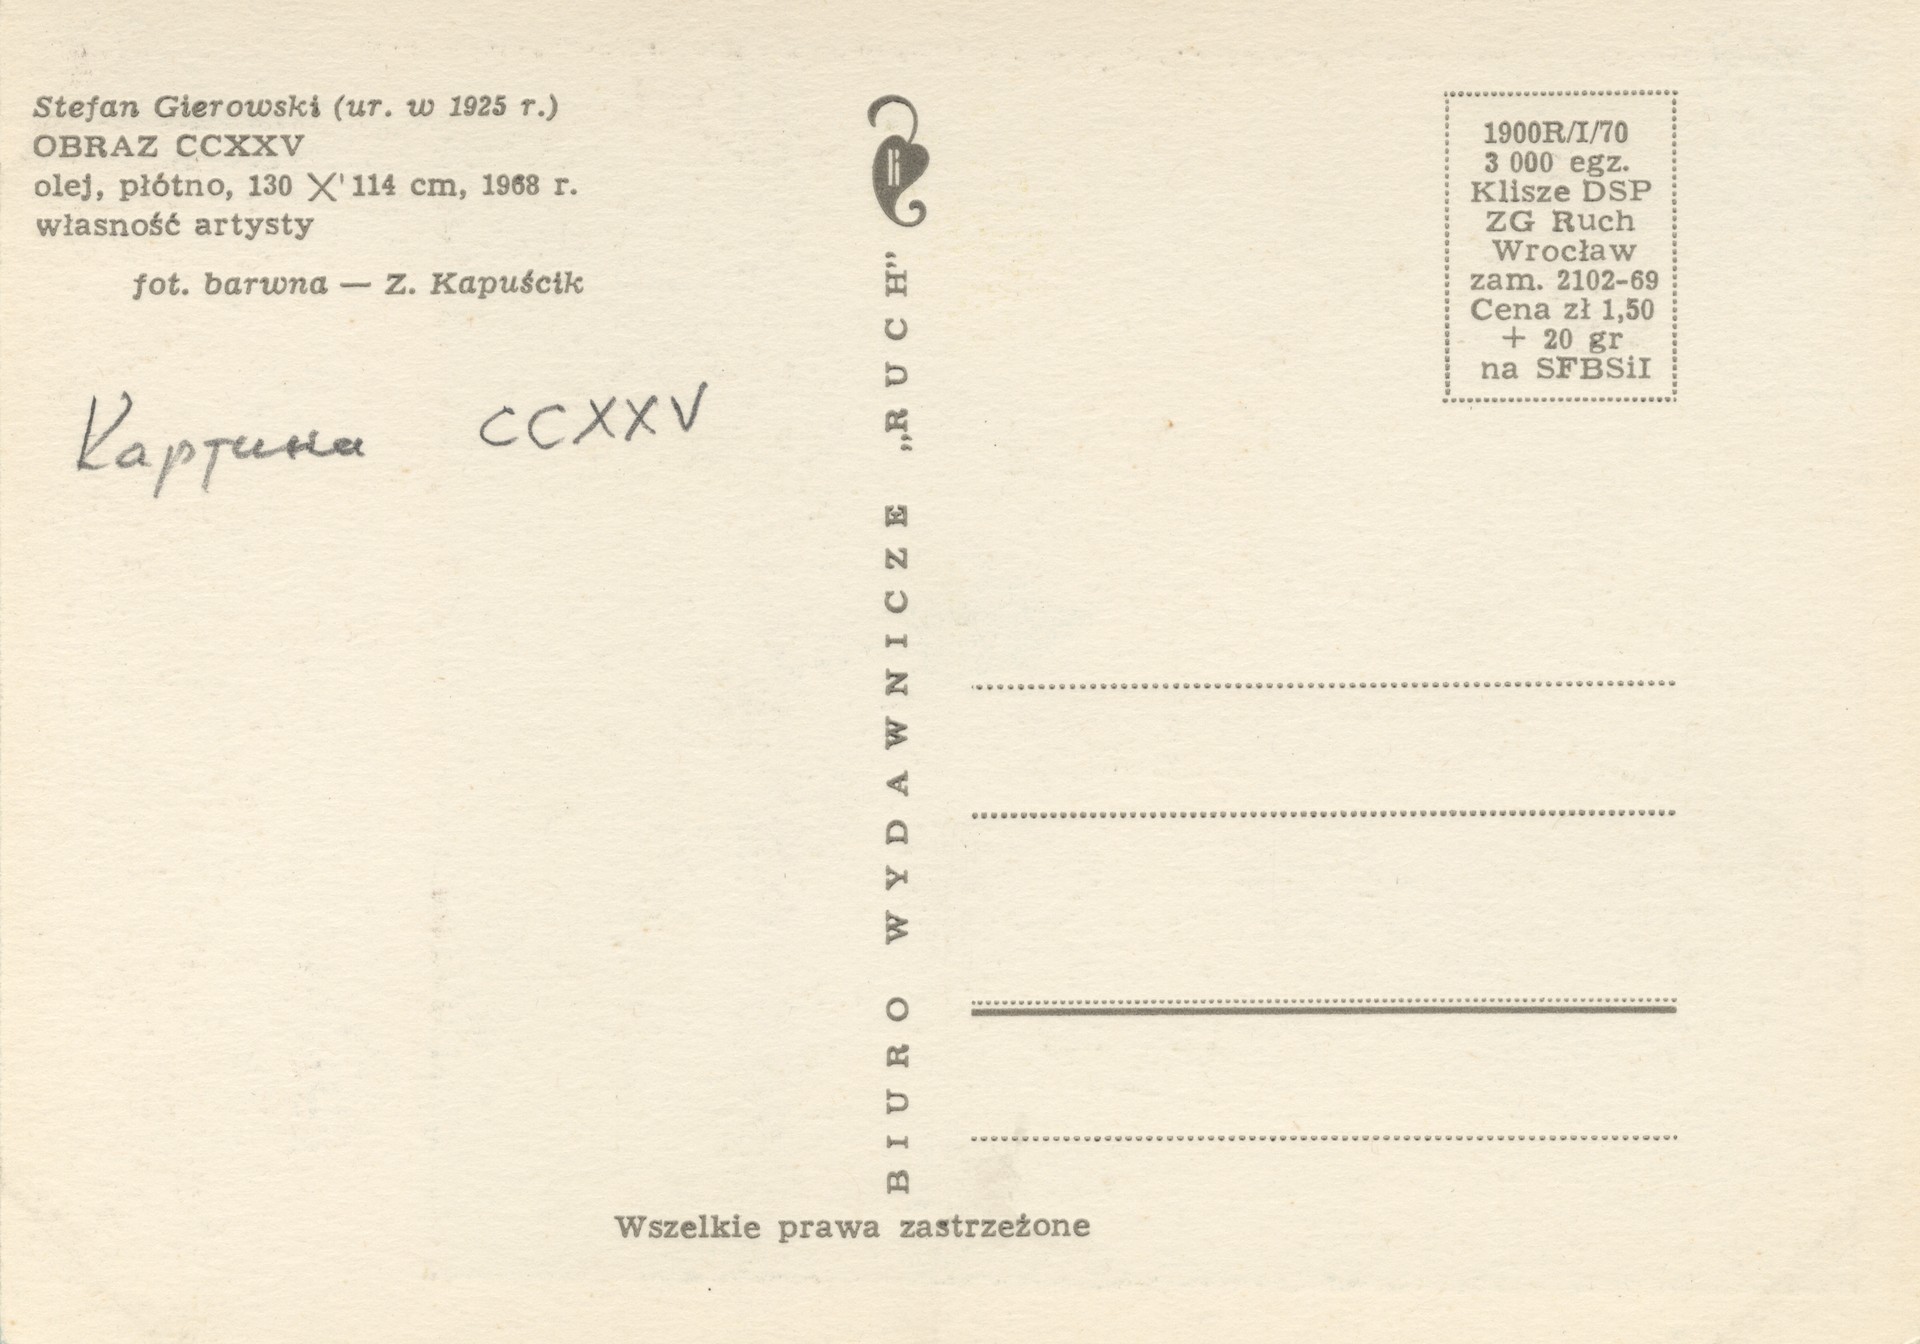 Stefan Gierowski (ur. w 1925 r.)
OBRAZ CCXXV
olej, płótno, 130 X 114 cm, 1968 r.
własność artysty
fot. barwna — Z. Kapuścik
Картина CCXXV
BIURO WYDAWNICZE „RUCH"
1900R/I/70
3 000 egz.
Klisze DSP
ZG Ruch
Wrocław
zam. 2102-69
Cena zł 1,50
+ 20 gr
na SFBSiI
Wszelkie prawa zastrzeżone